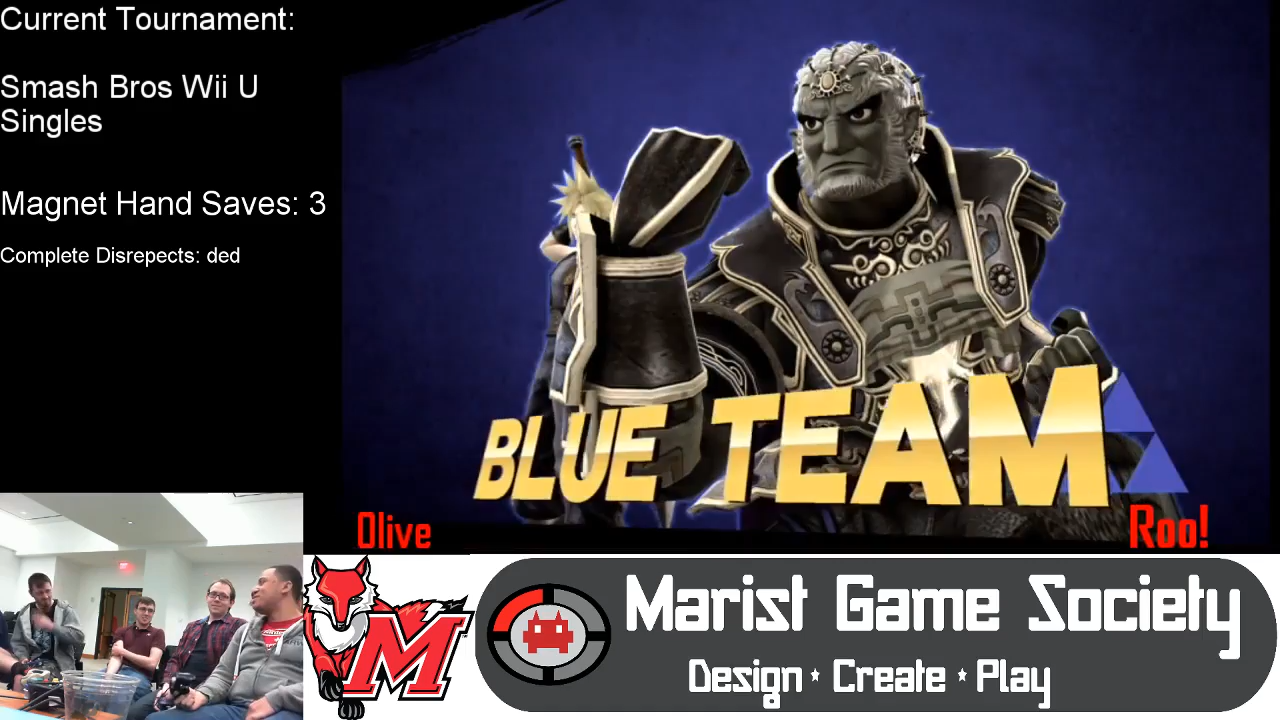 Current Tournament:
Smash Bros Wii U
Singles
Magnet Hand Saves: 3
Complete Disrepects: ded
BLUE TEAM
Olive
Roo!
M
Marist Game Society
Design * Create * Play